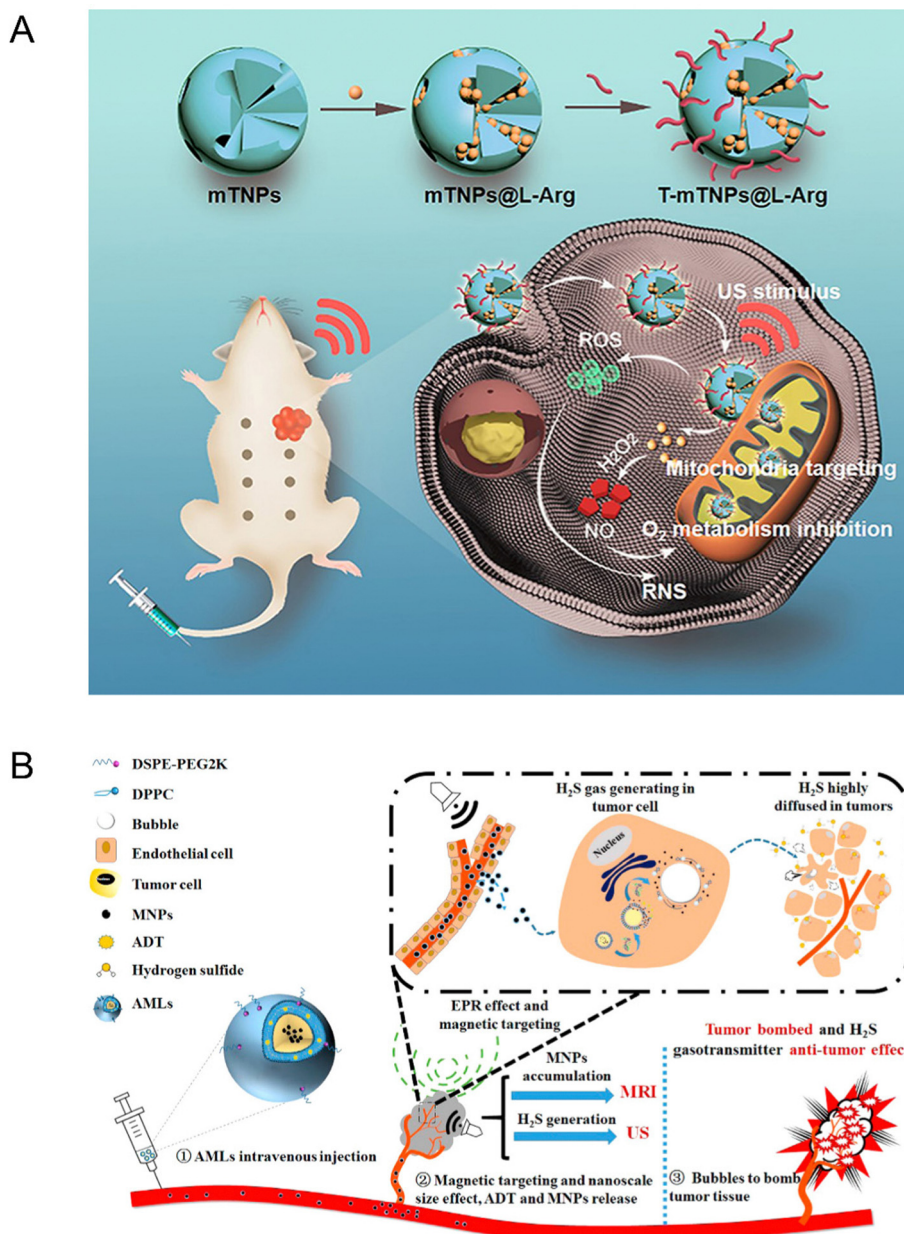 A
mTNPs
mTNPs@L-Arg
T-mTNPs@L-Arg
US stimulus
ROS
H2O2
Mitochondria targeting
NO
O2 metabolism inhibition
RNS
B
DSPE-PEG2K
DPPC
Bubble
Endothelial cell
Tumor cell
MNPs
ADT
Hydrogen sulfide
AMLs
H2S gas generating in
tumor cell
H2S highly
diffused in tumors
Nucleus
EPR effect and
magnetic targeting
MNPs
accumulation
MRI
H2S generation
US
Tumor bombed and H2S
gasotransmitter anti-tumor effec
① AMLs intravenous injection
② Magnetic targeting and nanoscale
size effect, ADT and MNPs release
③ Bubbles to bomb
tumor tissue